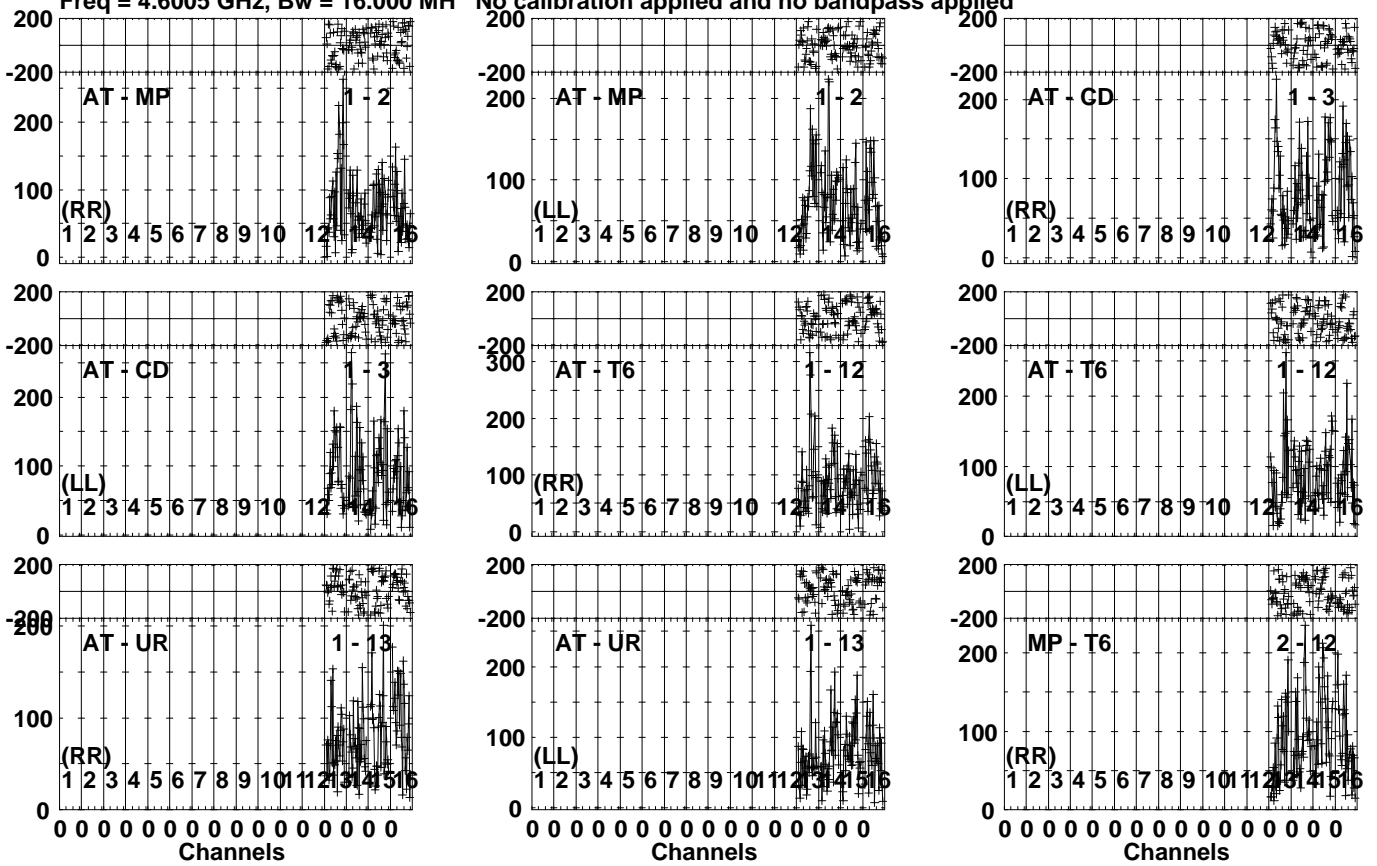 Freq = 4.6005 GHz, Bw = 16.000 MH No calibration applied and no bandpass applied
200 200 200
-200 -200 -200
AT - MP 1 - 2 AT - MP 1 - 2 AT - CD 1 - 3
200 200 200
100 100 100
(RR) (LL) (RR)
1 2 3 4 5 6 7 8 9 10 12 14 16 1 2 3 4 5 6 7 8 9 10 12 14 16 1 2 3 4 5 6 7 8 9 10 12 14 16
0 0 0
200 200 200
-200 -200 -200
300
AT - CD 1 - 3 AT - T6 1 - 12 AT - T6 1 - 12
200 200 200
100 100 100
(LL) (RR) (LL)
1 2 3 4 5 6 7 8 9 10 12 14 16 1 2 3 4 5 6 7 8 9 10 12 14 16 1 2 3 4 5 6 7 8 9 10 12 14 16
0 0 0
200 200 200
-200 -200 -200
200
AT - UR 1 - 13 AT - UR 1 - 13 MP - T6 2 - 12
200 200
100 100 100
(RR) (LL) (RR)
1 2 3 4 5 6 7 8 9 10 11 12 13 14 15 16 1 2 3 4 5 6 7 8 9 10 11 12 13 14 15 16 1 2 3 4 5 6 7 8 9 10 11 12 13 14 15 16
0 0 0
0 0 0 0 0 0 0 0 0 0 0 0 0 0 0 0 0 0 0 0 0 0 0 0 0 0 0 0 0 0 0 0 0 0 0 0 0 0 0 0 0 0 0 0 0 0 0 0
Channels Channels Channels